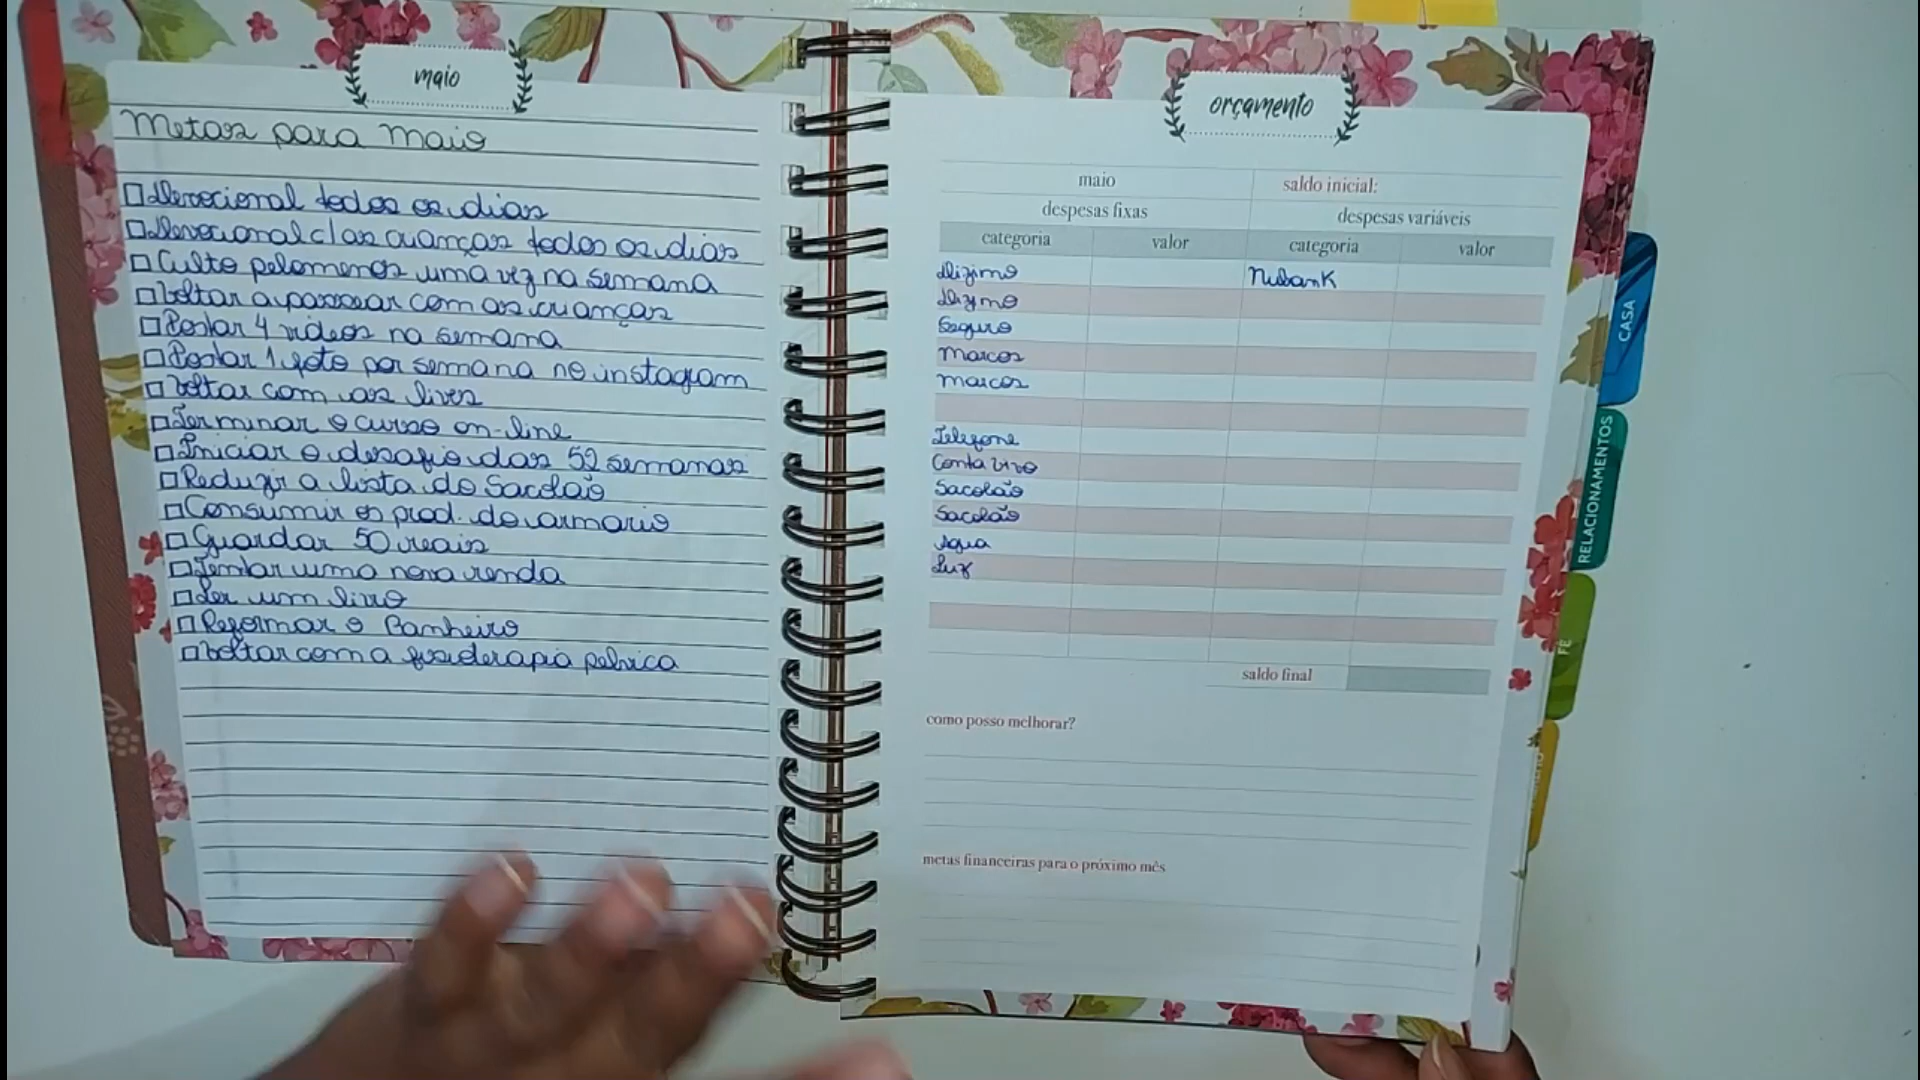 maio
Metas para Maio
Devocional todos os dias
Devocional c/ as crianças todos os dias
Culto pelomenos uma vez na semana
Voltar a passear com as crianças
Postar 4 videos na semana
Postar 1 foto por semana no instagram
Voltar com as lives
Terminar o curso on-line
Iniciar o desafio das 52 semanas
Reduzir a lista do Sacolão
Consumir os prod. do armario
Guardar 50 reais
Tentar uma nova renda
Ler um livro
Reformar o Banheiro
Voltar com a fisioterapia pelvica
orçamento
maio saldo inicial:
despesas fixas despesas variáveis
categoria valor categoria valor
Dizimo Nubank
Dizimo
Seguro
Marcos
Marcos
Telefone
Conta vivo
Sacolão
Sacolão
Agua
Luz
saldo final
como posso melhorar?
metas financeiras para o próximo mês
CASA
RELACIONAMENTOS
FÉ